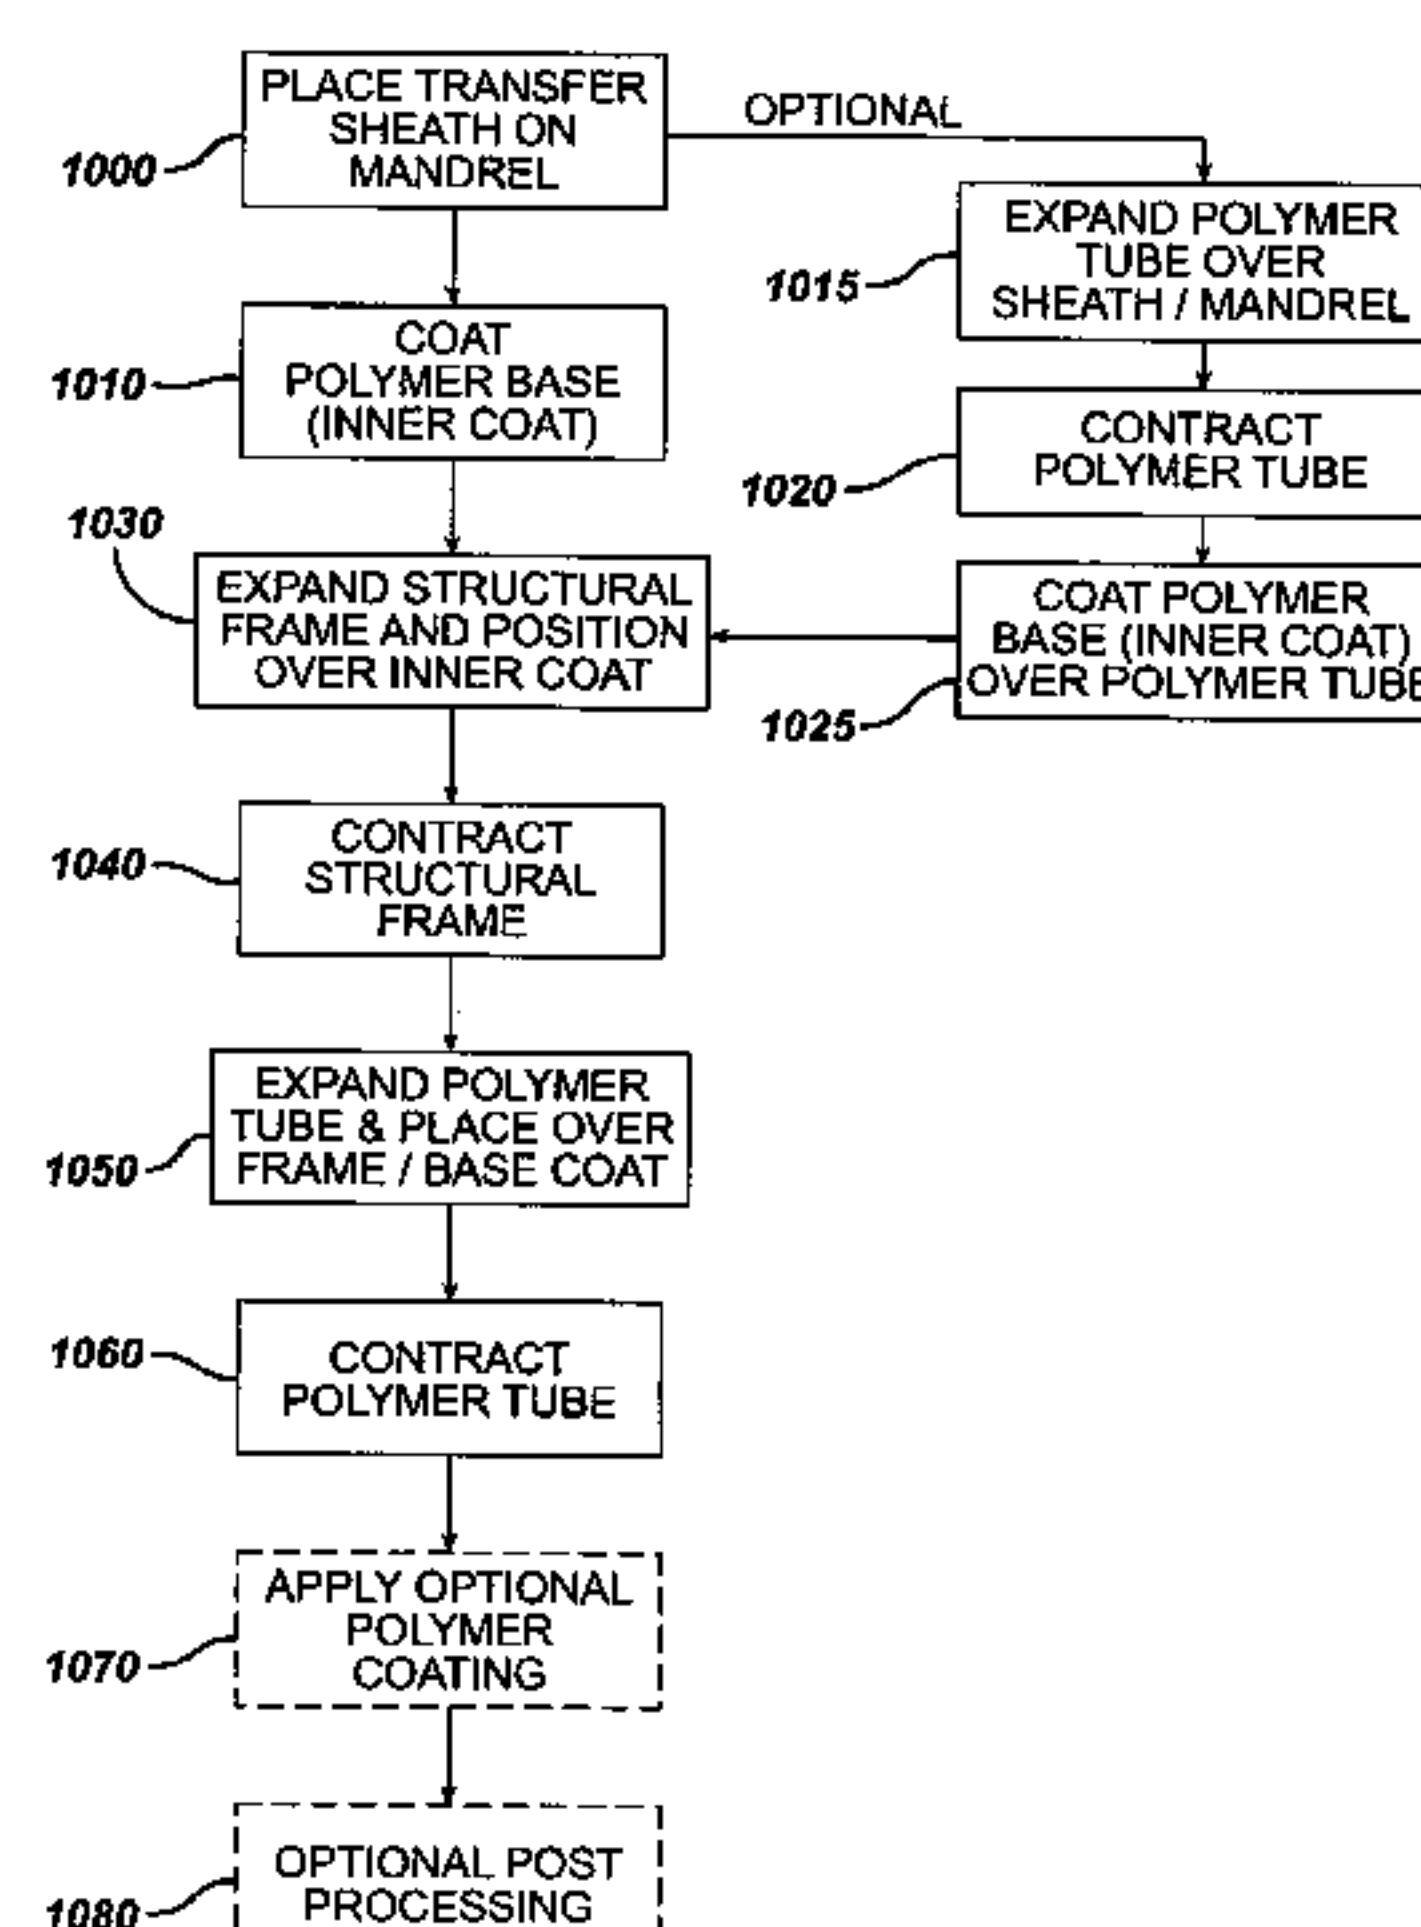 PLACE TRANSFER
SHEATH ON
MANDREL
1000
OPTIONAL
EXPAND POLYMER
TUBE OVER
SHEATH / MANDREL
1015
COAT
POLYMER BASE
(INNER COAT)
1010
CONTRACT
POLYMER TUBE
1020
1030
EXPAND STRUCTURAL
FRAME AND POSITION
OVER INNER COAT
COAT POLYMER
BASE (INNER COAT)
OVER POLYMER TUBE
1025
CONTRACT
STRUCTURAL
FRAME
1040
EXPAND POLYMER
TUBE & PLACE OVER
FRAME / BASE COAT
1050
CONTRACT
POLYMER TUBE
1060
APPLY OPTIONAL
POLYMER
COATING
1070
OPTIONAL POST
PROCESSING
1080